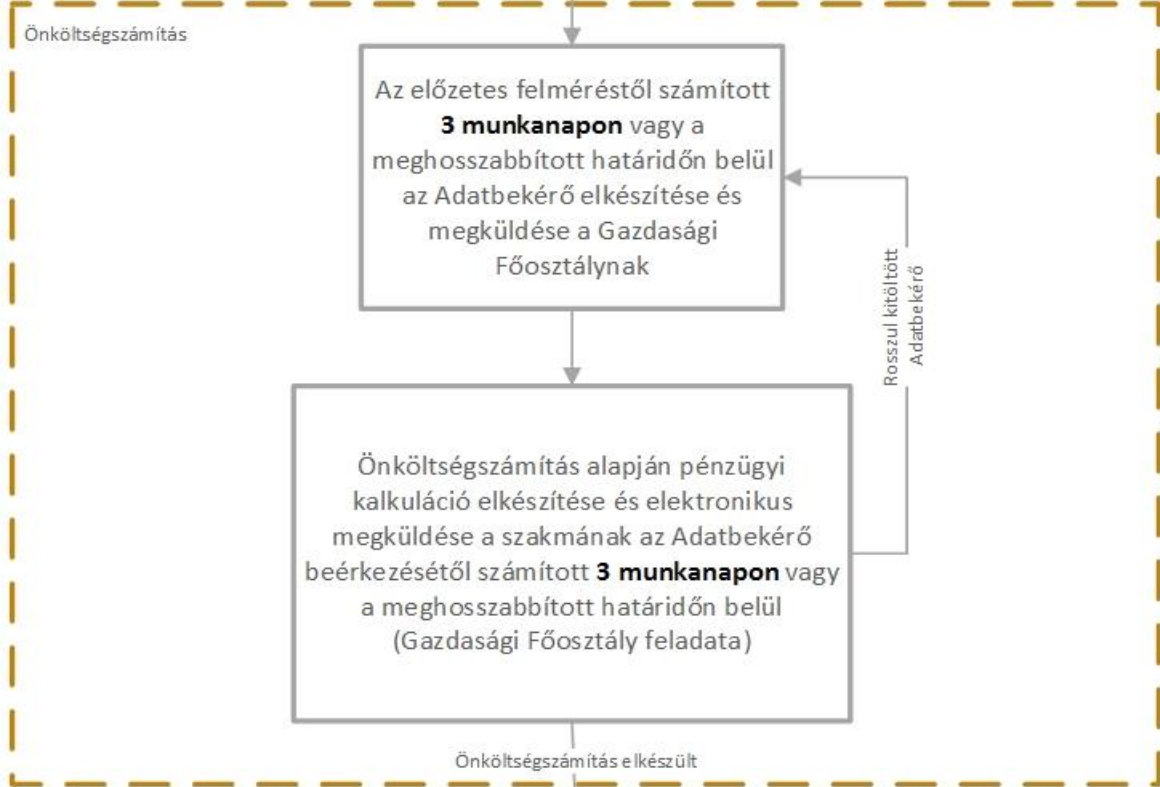 Önköltségszámítás
Az előzetes felméréstől számított
3 munkanapon vagy a
meghosszabbított határidőn belül
az Adatbekérő elkészítése és
megküldése a Gazdasági
Főosztálynak
Rosszul kitöltött
Adatbekérő
Önköltségszámítás alapján pénzügyi
kalkuláció elkészítése és elektronikus
megküldése a szakmának az Adatbekérő
beérkezésétől számított 3 munkanapon vagy
a meghosszabbított határidőn belül
(Gazdasági Főosztály feladata)
Önköltségszámítás elkészült